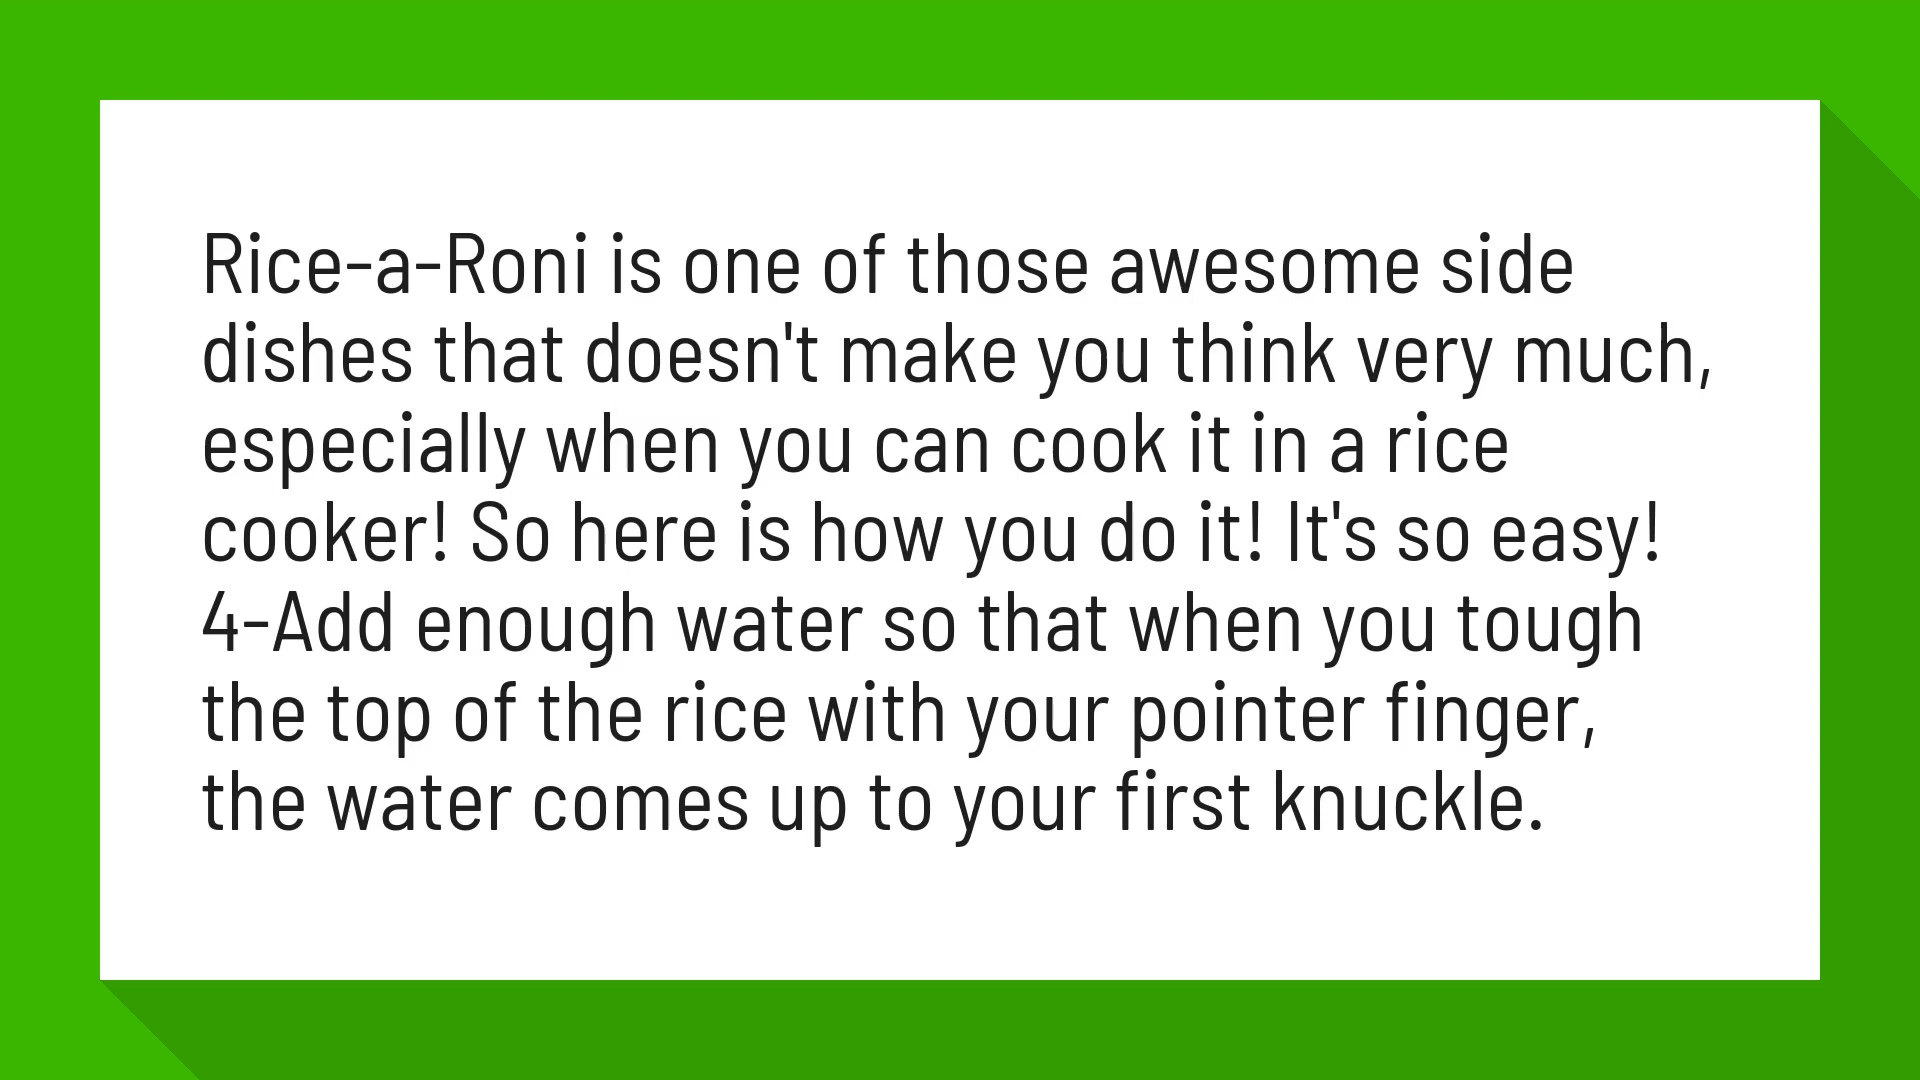 Rice-a-Roni is one of those awesome side
dishes that doesn't make you think very much,
especially when you can cook it in a rice
cooker! So here is how you do it! It's so easy!
4-Add enough water so that when you tough
the top of the rice with your pointer finger,
the water comes up to your first knuckle.